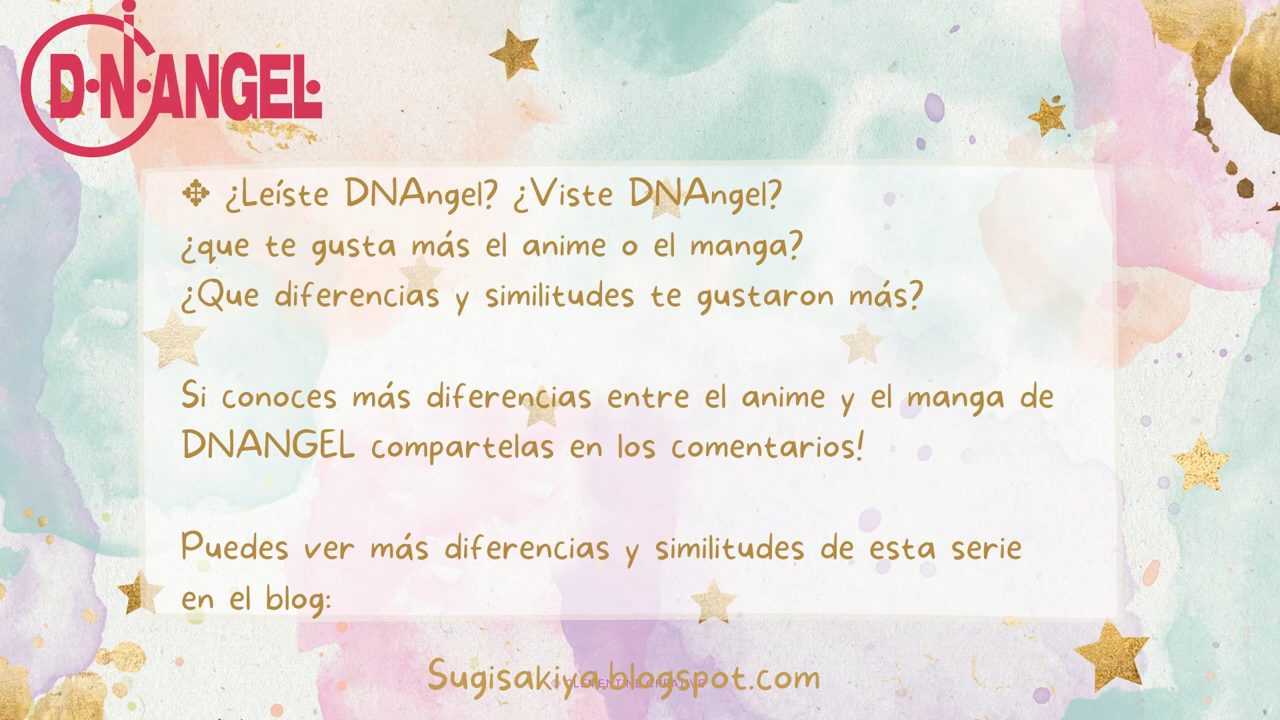 D·N·ANGEL·
✥ ¿Leíste DNAngel? ¿Viste DNAngel?
¿que te gusta más el anime o el manga?
¿Que diferencias y similitudes te gustaron más?
Si conoces más diferencias entre el anime y el manga de
DNANGEL compartelas en los comentarios!
Puedes ver más diferencias y similitudes de esta serie
en el blog:
Sugisakiya.blogspot.com